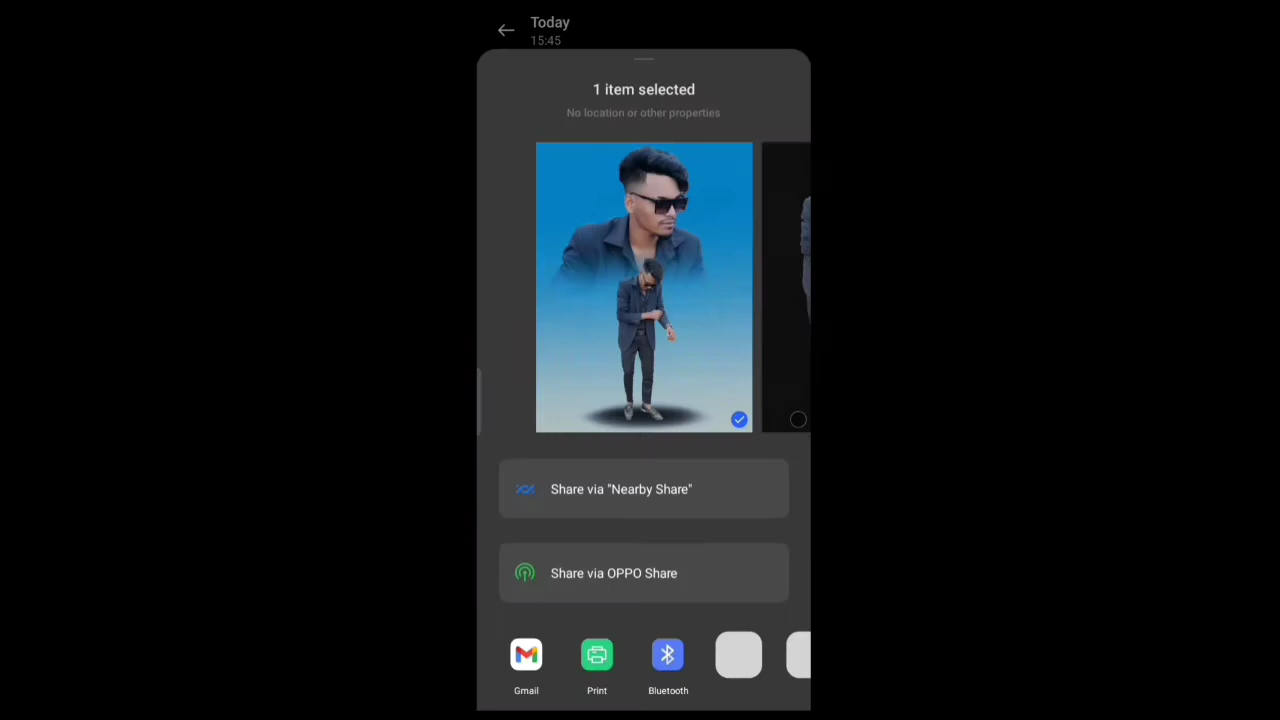 Today
15:45
1 item selected
No location or other properties
Share via "Nearby Share"
Share via OPPO Share
Gmail
Print
Bluetooth